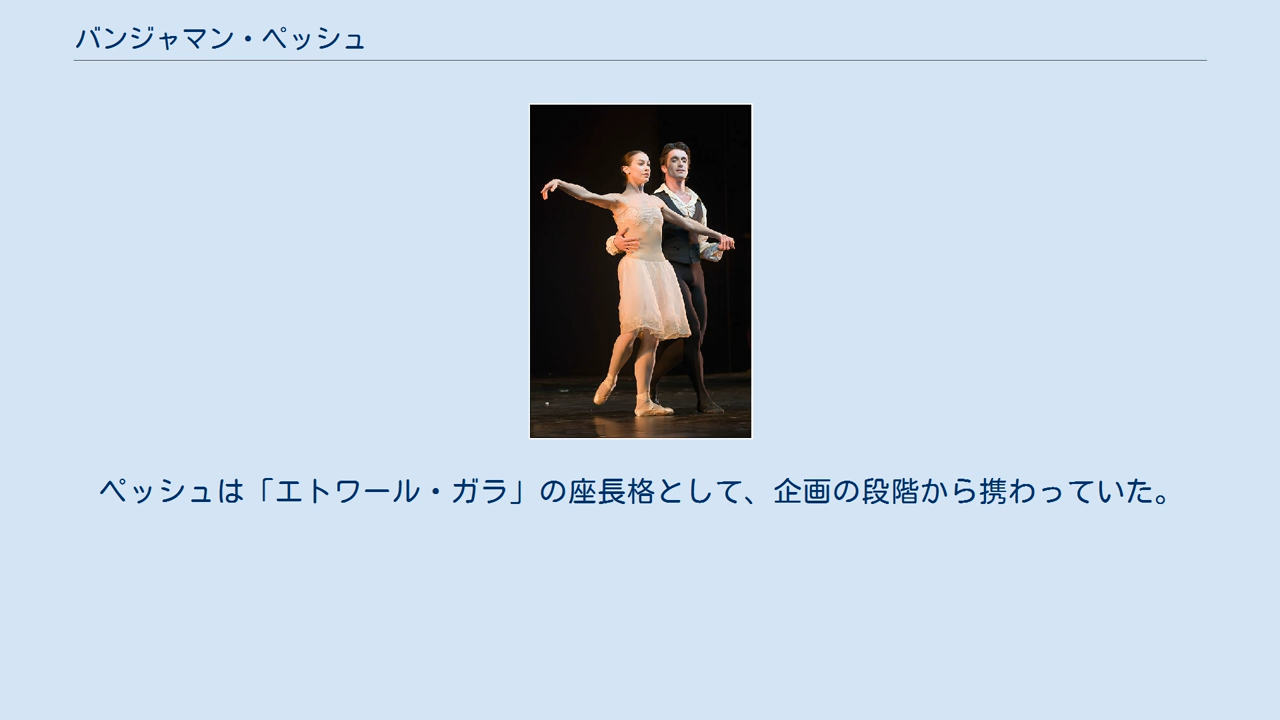 バンジャマン・ペッシュ
ペッシュは「エトワール・ガラ」の座長格として、企画の段階から携わっていた。